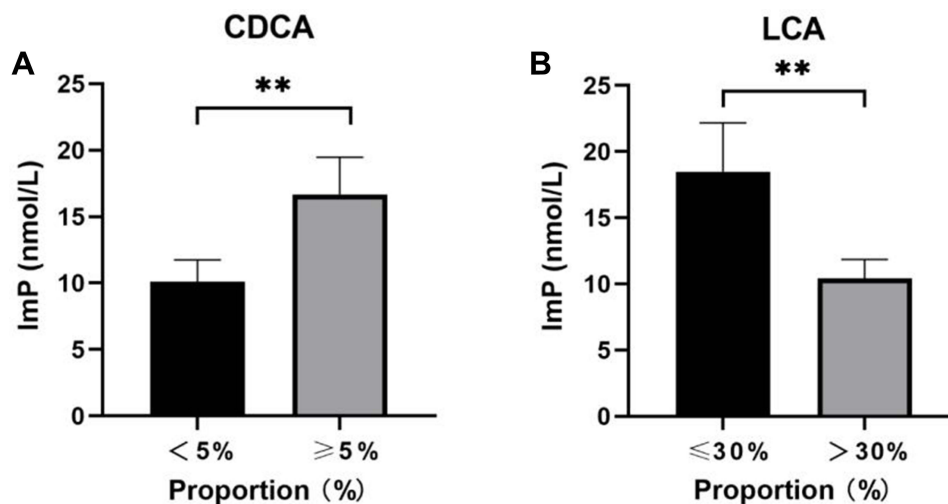 CDCA
A
**
ImP (nmol/L)
25
20
15
10
5
0
<5%
≥5%
Proportion (%)
LCA
B
**
ImP (nmol/L)
25
20
15
10
5
0
≤30%
>30%
Proportion (%)